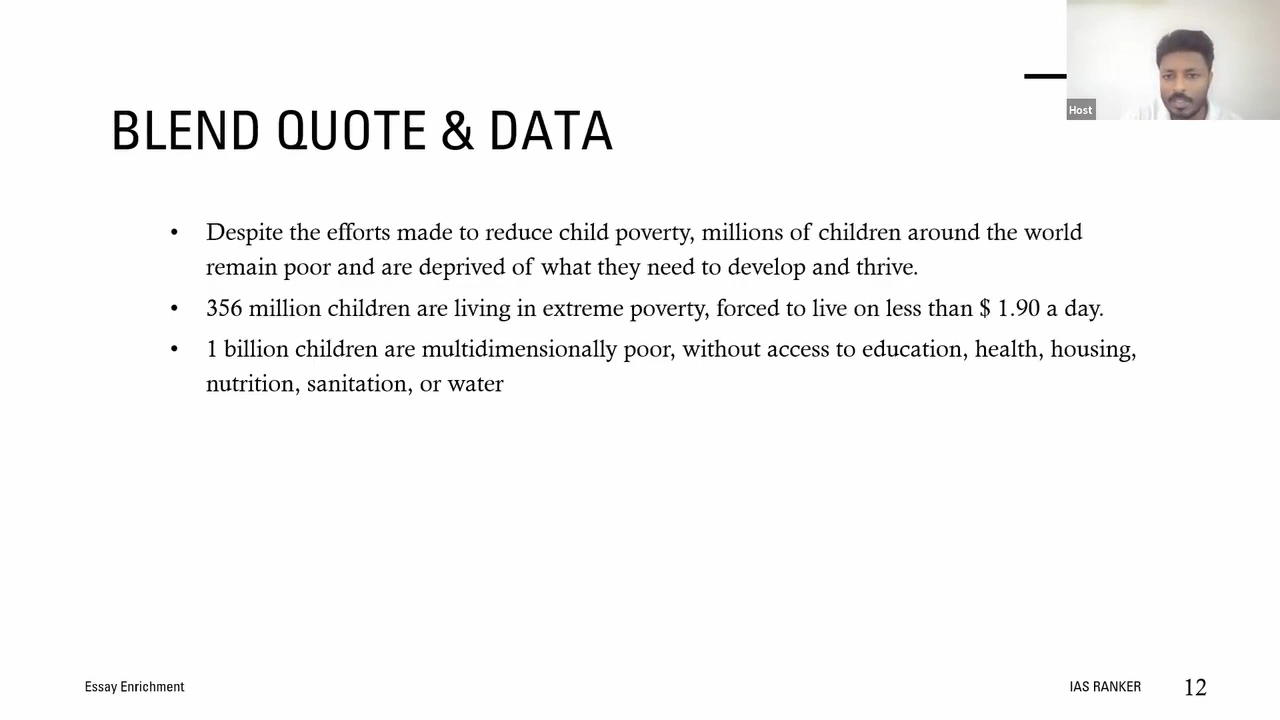 Host
BLEND QUOTE & DATA
• Despite the efforts made to reduce child poverty, millions of children around the world
remain poor and are deprived of what they need to develop and thrive.
• 356 million children are living in extreme poverty, forced to live on less than $ 1.90 a day.
• 1 billion children are multidimensionally poor, without access to education, health, housing,
nutrition, sanitation, or water
Essay Enrichment
IAS RANKER
12